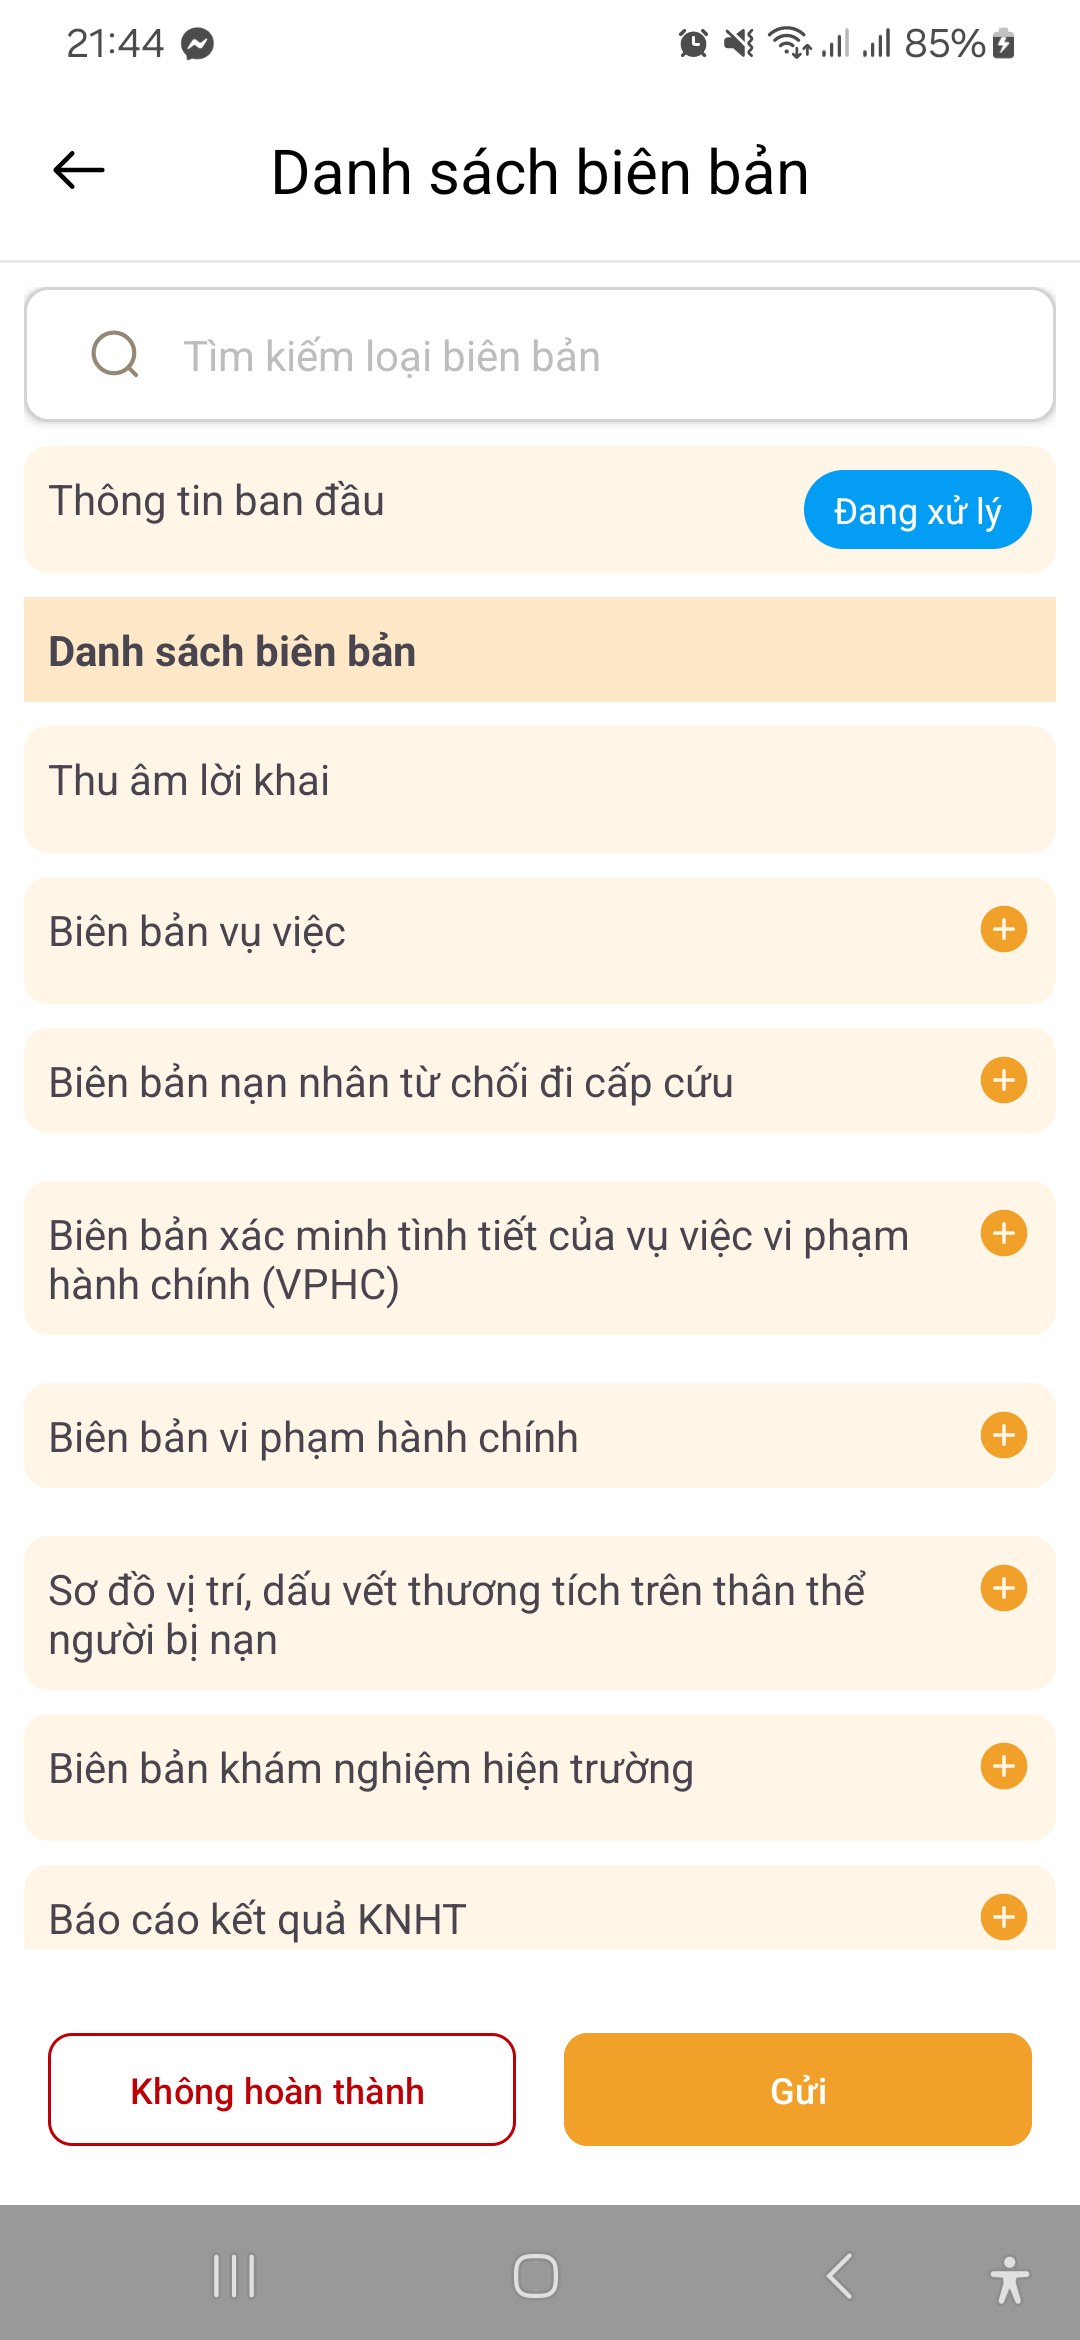 21:44
85%
Danh sách biên bản
Tìm kiếm loại biên bản
Thông tin ban đầu
Đang xử lý
Danh sách biên bản
Thu âm lời khai
Biên bản vụ việc
Biên bản nạn nhân từ chối đi cấp cứu
Biên bản xác minh tình tiết của vụ việc vi phạm
hành chính (VPHC)
Biên bản vi phạm hành chính
Sơ đồ vị trí, dấu vết thương tích trên thân thể
người bị nạn
Biên bản khám nghiệm hiện trường
Báo cáo kết quả KNHT
Không hoàn thành
Gửi